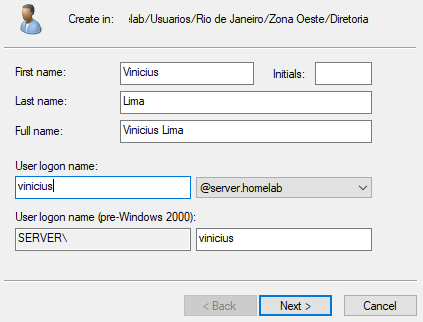 Create in: elab/Usuarios/Rio de Janeiro/Zona Oeste/Diretoria
First name: Vinicius Initials:
Last name: Lima
Full name: Vinicius Lima
User logon name:
vinicius @server.homelab
User logon name (pre-Windows 2000):
SERVER\ vinicius
< Back Next > Cancel